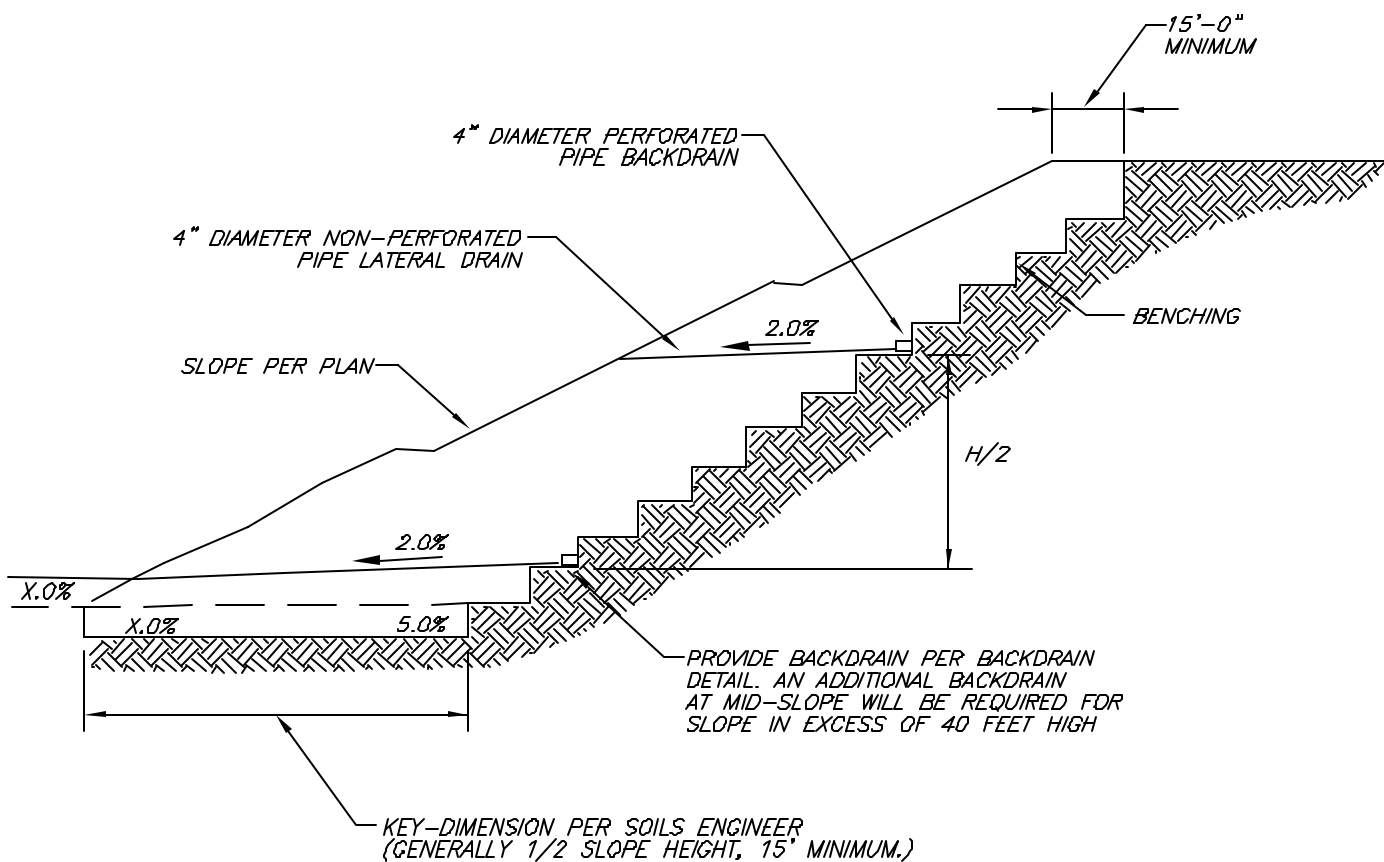 15'-0"
MINIMUM
4" DIAMETER PERFORATED
PIPE BACKDRAIN
4" DIAMETER NON-PERFORATED
PIPE LATERAL DRAIN
BENCHING
2.0%
SLOPE PER PLAN
H/2
2.0%
X.0%
X.0%
5.0%
PROVIDE BACKDRAIN PER BACKDRAIN
DETAIL. AN ADDITIONAL BACKDRAIN
AT MID-SLOPE WILL BE REQUIRED FOR
SLOPE IN EXCESS OF 40 FEET HIGH
KEY-DIMENSION PER SOILS ENGINEER
(GENERALLY 1/2 SLOPE HEIGHT, 15' MINIMUM.)